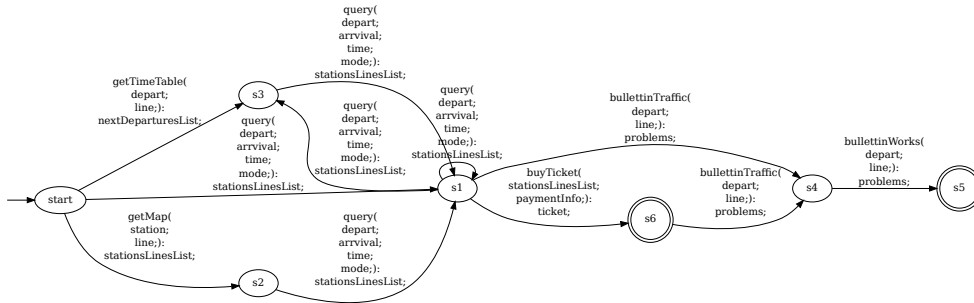 query(
depart;
arrvival;
time;
mode;):
stationsLinesList;
getTimeTable(
depart;
line;):
nextDeparturesList;
s3
query(
depart;
arrvival;
time;
mode;):
stationsLinesList;
query(
depart;
arrvival;
time;
mode;):
stationsLinesList;
query(
depart;
arrvival;
time;
mode;):
stationsLinesList;
bullettinTraffic(
depart;
line;):
problems;
start
s1
buyTicket(
stationsLinesList;
paymentInfo;):
ticket;
s6
bullettinTraffic(
depart;
line;):
problems;
s4
bullettinWorks(
depart;
line;):
problems;
s5
getMap(
station;
line;):
stationsLinesList;
s2
query(
depart;
arrvival;
time;
mode;):
stationsLinesList;